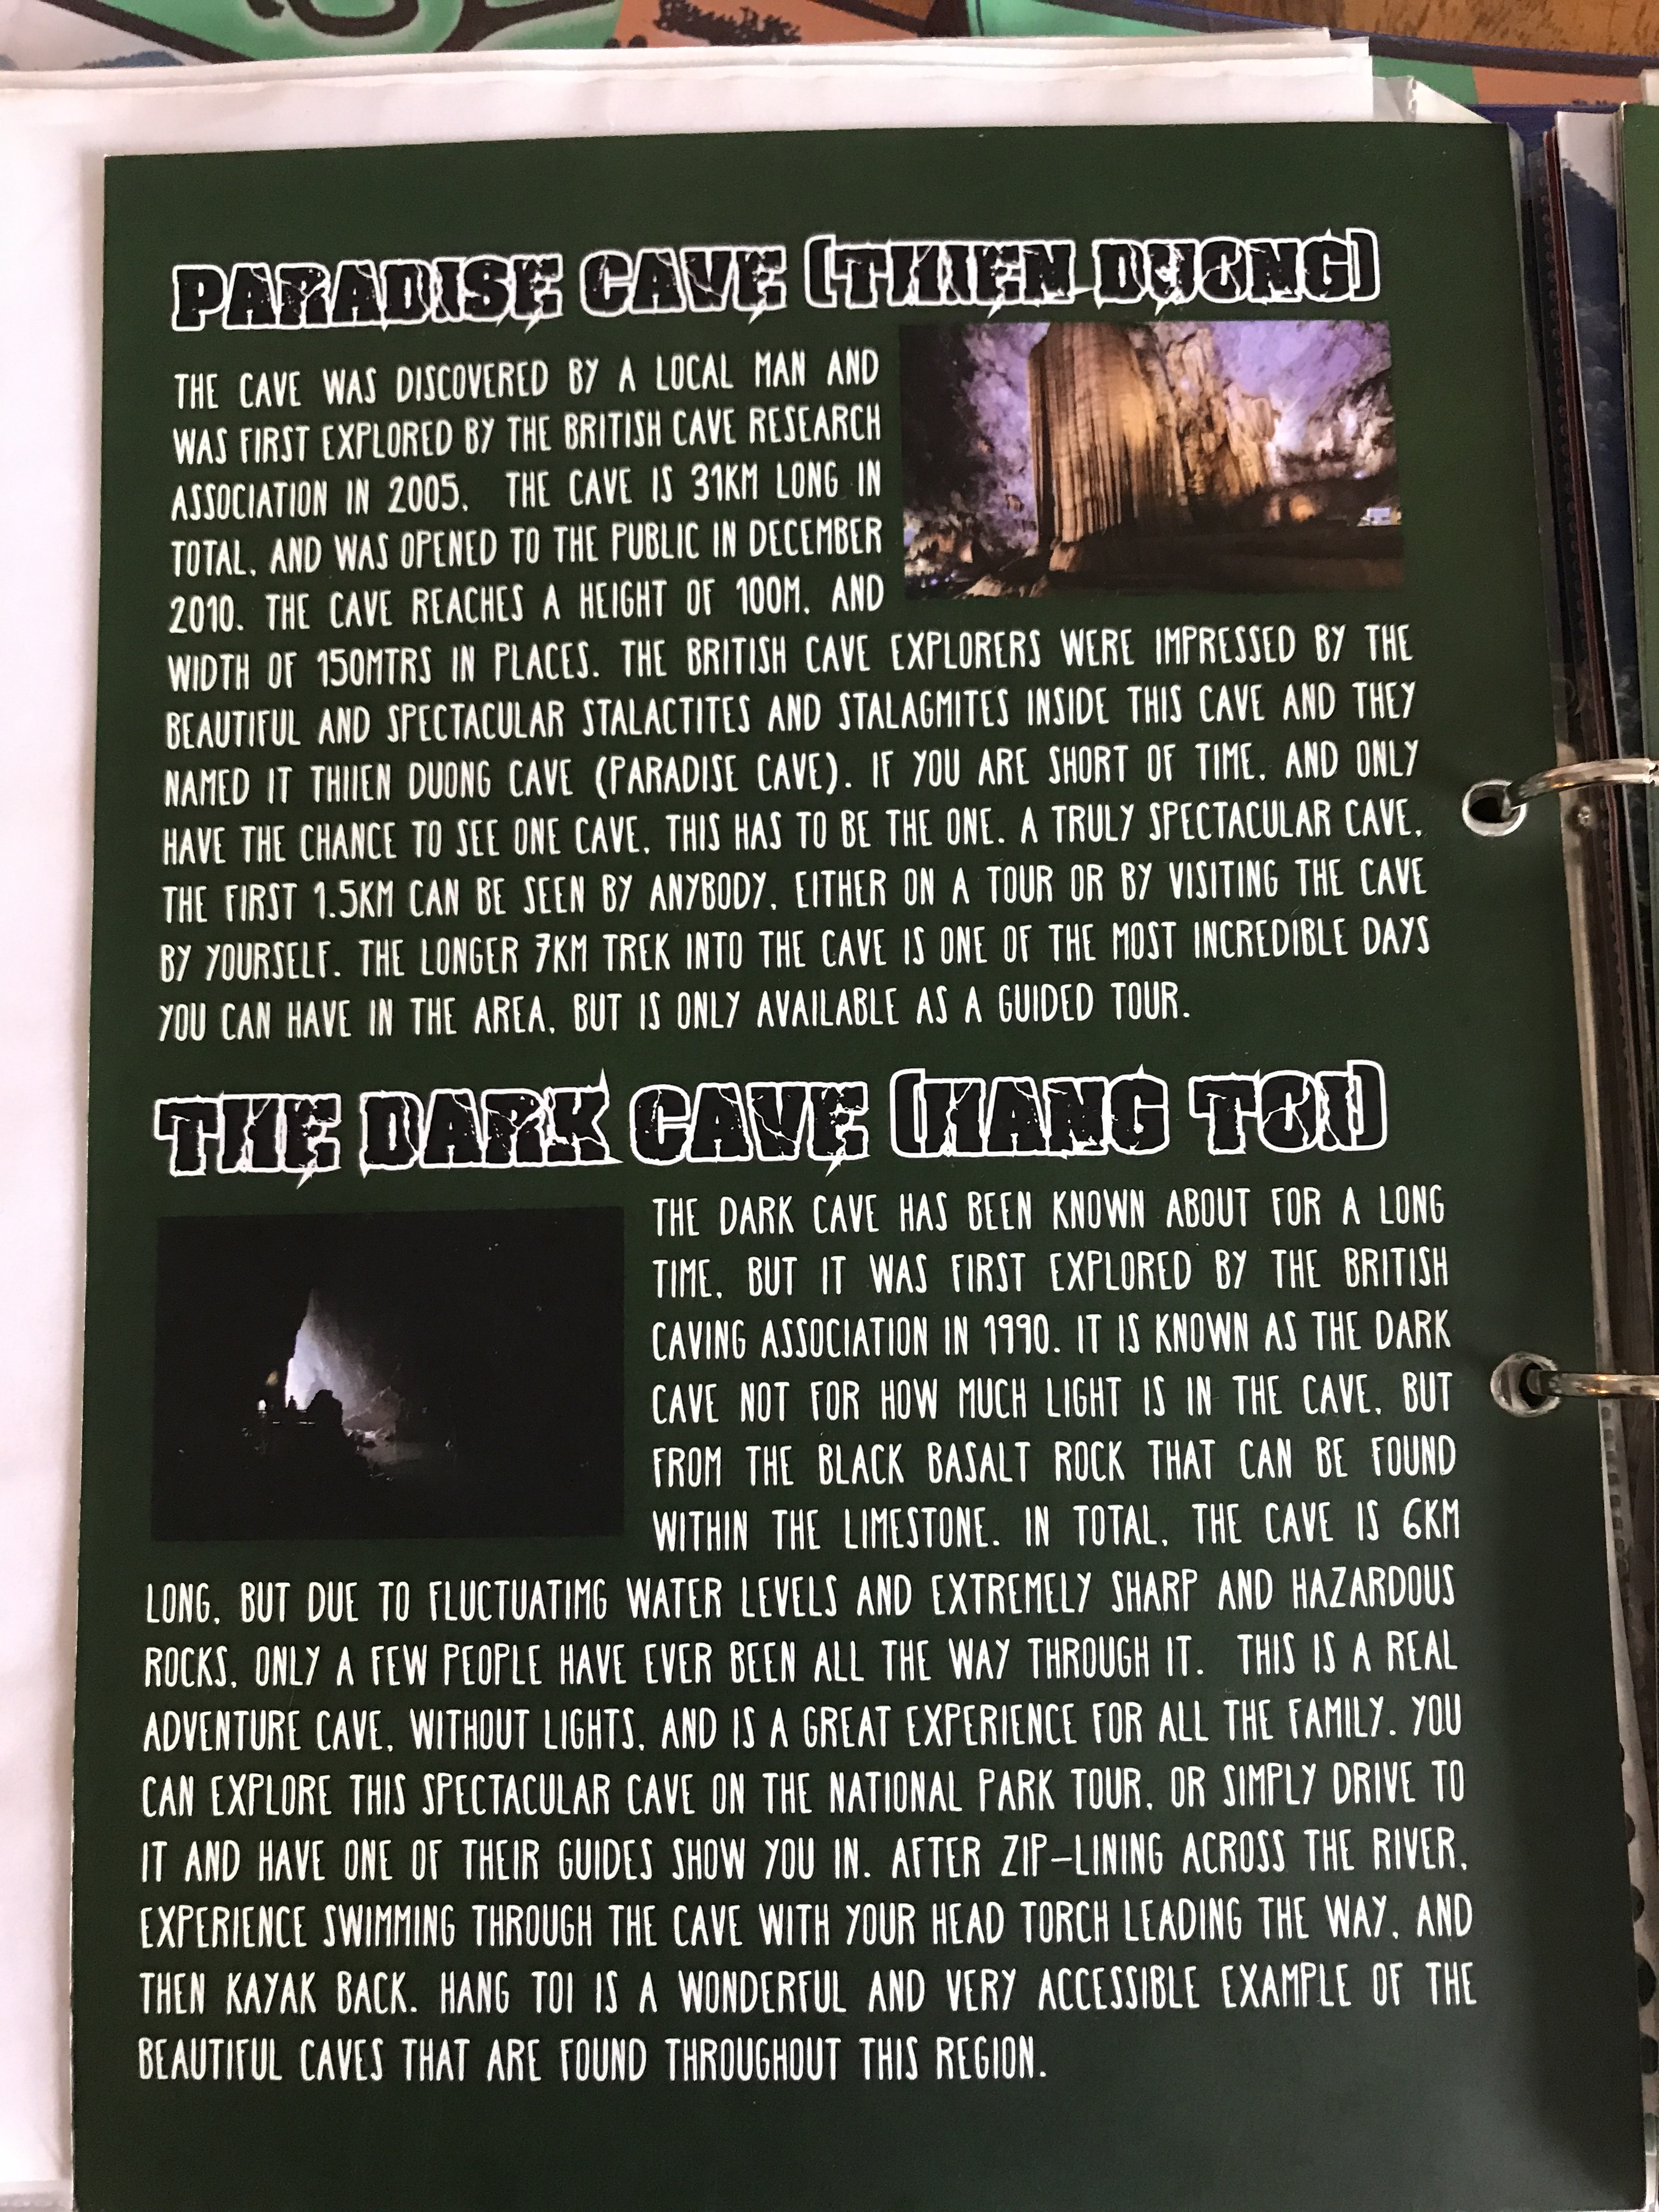 PARADISE CAVE (THIEN DUONG)
THE CAVE WAS DISCOVERED BY A LOCAL MAN AND
WAS FIRST EXPLORED BY THE BRITISH CAVE RESEARCH
ASSOCIATION IN 2005. THE CAVE IS 31KM LONG IN
TOTAL, AND WAS OPENED TO THE PUBLIC IN DECEMBER
2010. THE CAVE REACHES A HEIGHT OF 100M, AND
WIDTH OF 150MTRS IN PLACES. THE BRITISH CAVE EXPLORERS WERE IMPRESSED BY THE
BEAUTIFUL AND SPECTACULAR STALACTITES AND STALAGMITES INSIDE THIS CAVE AND THEY
NAMED IT THIIEN DUONG CAVE (PARADISE CAVE). IF YOU ARE SHORT OF TIME, AND ONLY
HAVE THE CHANCE TO SEE ONE CAVE, THIS HAS TO BE THE ONE. A TRULY SPECTACULAR CAVE,
THE FIRST 1.5KM CAN BE SEEN BY ANYBODY, EITHER ON A TOUR OR BY VISITING THE CAVE
BY YOURSELF. THE LONGER 7KM TREK INTO THE CAVE IS ONE OF THE MOST INCREDIBLE DAYS
YOU CAN HAVE IN THE AREA, BUT IS ONLY AVAILABLE AS A GUIDED TOUR.
THE DARK CAVE (HANG TOI)
THE DARK CAVE HAS BEEN KNOWN ABOUT FOR A LONG
TIME, BUT IT WAS FIRST EXPLORED BY THE BRITISH
CAVING ASSOCIATION IN 1990. IT IS KNOWN AS THE DARK
CAVE NOT FOR HOW MUCH LIGHT IS IN THE CAVE, BUT
FROM THE BLACK BASALT ROCK THAT CAN BE FOUND
WITHIN THE LIMESTONE. IN TOTAL, THE CAVE IS 6KM
LONG, BUT DUE TO FLUCTUATIMG WATER LEVELS AND EXTREMELY SHARP AND HAZARDOUS
ROCKS, ONLY A FEW PEOPLE HAVE EVER BEEN ALL THE WAY THROUGH IT. THIS IS A REAL
ADVENTURE CAVE, WITHOUT LIGHTS, AND IS A GREAT EXPERIENCE FOR ALL THE FAMILY. YOU
CAN EXPLORE THIS SPECTACULAR CAVE ON THE NATIONAL PARK TOUR, OR SIMPLY DRIVE TO
IT AND HAVE ONE OF THEIR GUIDES SHOW YOU IN. AFTER ZIP-LINING ACROSS THE RIVER,
EXPERIENCE SWIMMING THROUGH THE CAVE WITH YOUR HEAD TORCH LEADING THE WAY, AND
THEN KAYAK BACK. HANG TOI IS A WONDERFUL AND VERY ACCESSIBLE EXAMPLE OF THE
BEAUTIFUL CAVES THAT ARE FOUND THROUGHOUT THIS REGION.